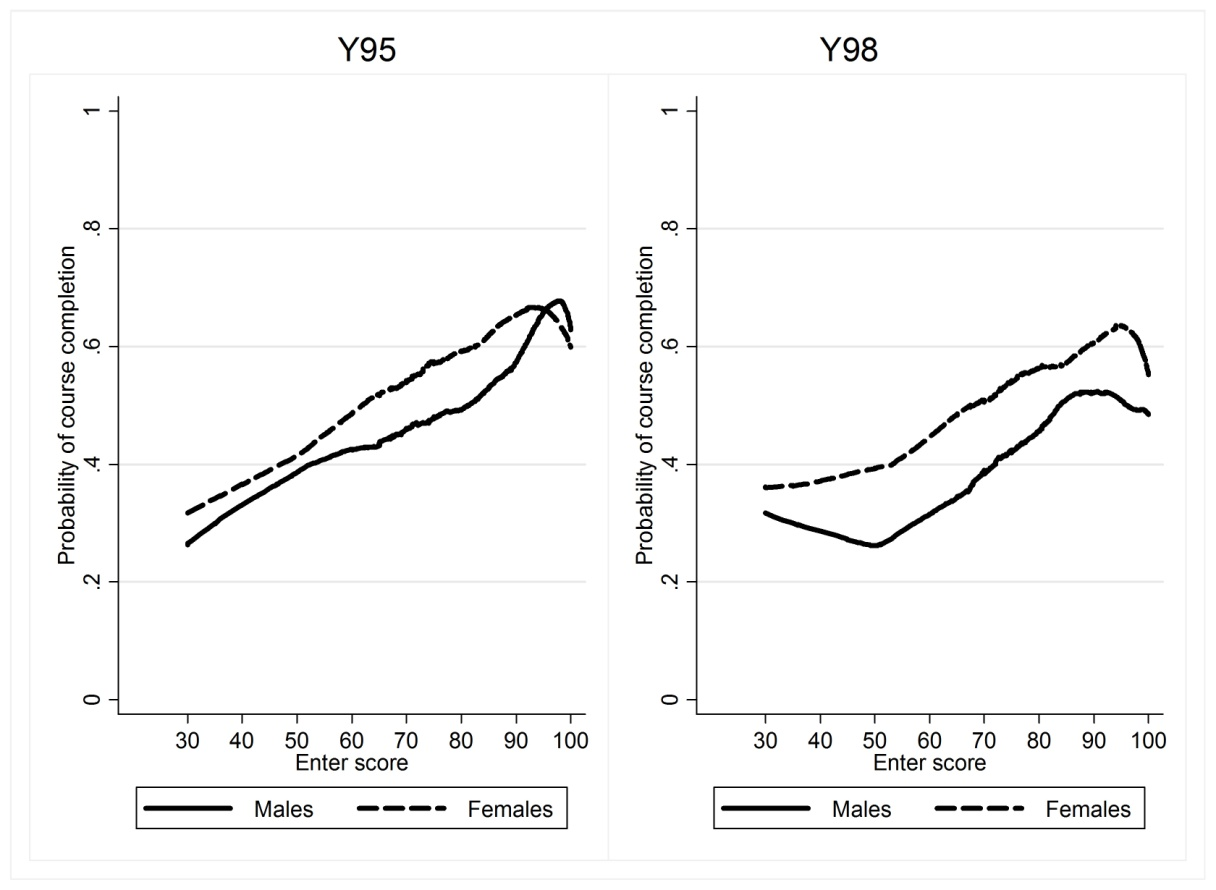 Y95
Y98
Probability of course completion
1
.8
.6
.4
.2
0
30 40 50 60 70 80 90 100
Enter score
Males Females
Probability of course completion
1
.8
.6
.4
.2
0
30 40 50 60 70 80 90 100
Enter score
Males Females